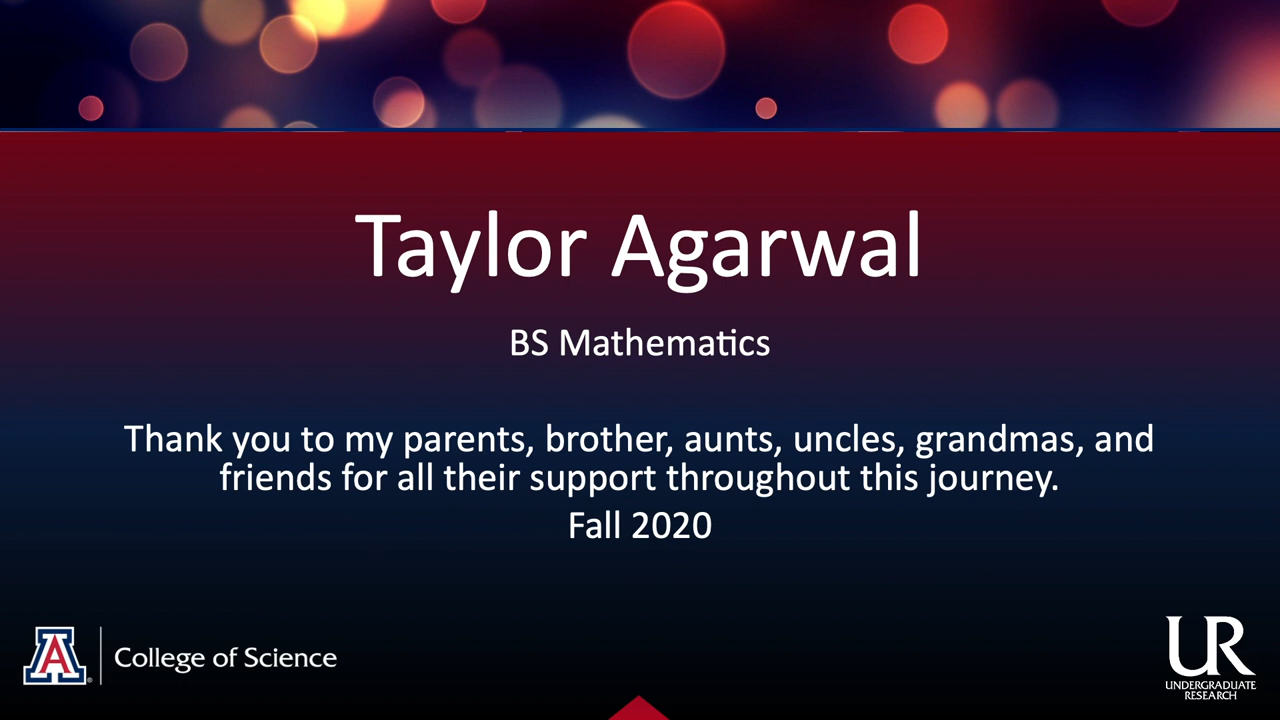 Taylor Agarwal
BS Mathematics
Thank you to my parents, brother, aunts, uncles, grandmas, and
friends for all their support throughout this journey.
Fall 2020
A
College of Science
UR
UNDERGRADUATE
RESEARCH